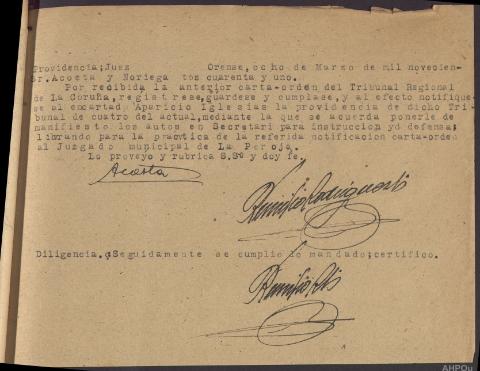 Providencia;Juez Orense,ocho de Marzo de mil novecien-
Sr.Acosta y Noriega tos cuarenta y uno.
Por recibida la anterior carta-orden del Tribunal Regional
de La Coruña,registrese,guardese y cumplase,y al efecto notifique-
se al encartado Aparicio Iglesias la providencia de dicho Tri-
bunal de cuatro del actual,mediante la que se acuerda ponerle de
manifiesto los autos en Secretari para instruccion yd defensa;
librando para la practica de la referida notificacion carta-orden
al Juzgado municipal de La Peroja.
Lo proveyo y rubrica S.Sª y doy fe.
Acosta
Diligencia.;Seguidamente se cumplio lo mandado;certifico.
AHPOu